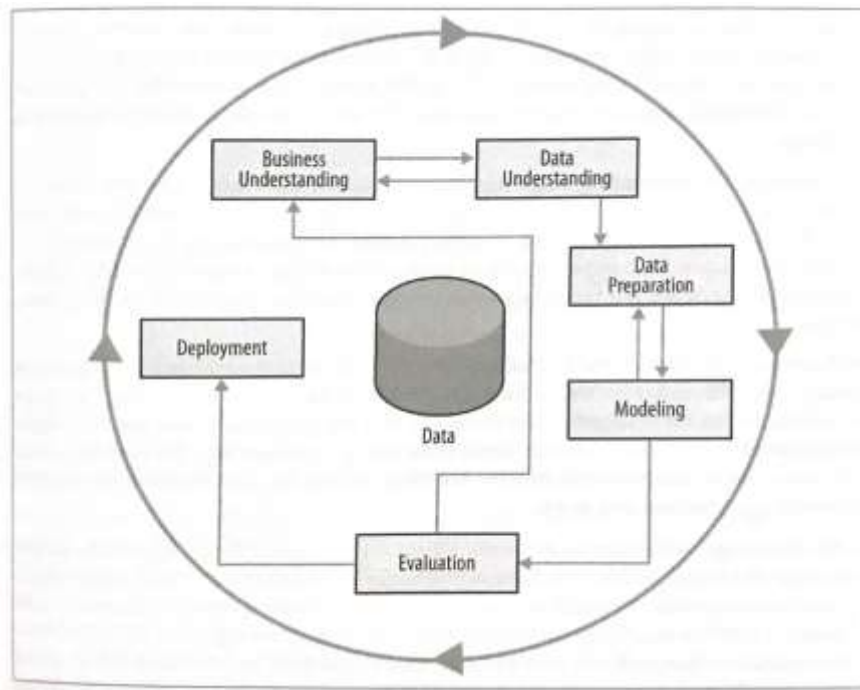 Business
Understanding
Data
Understanding
Data
Preparation
Deployment
Modeling
Data
Evaluation